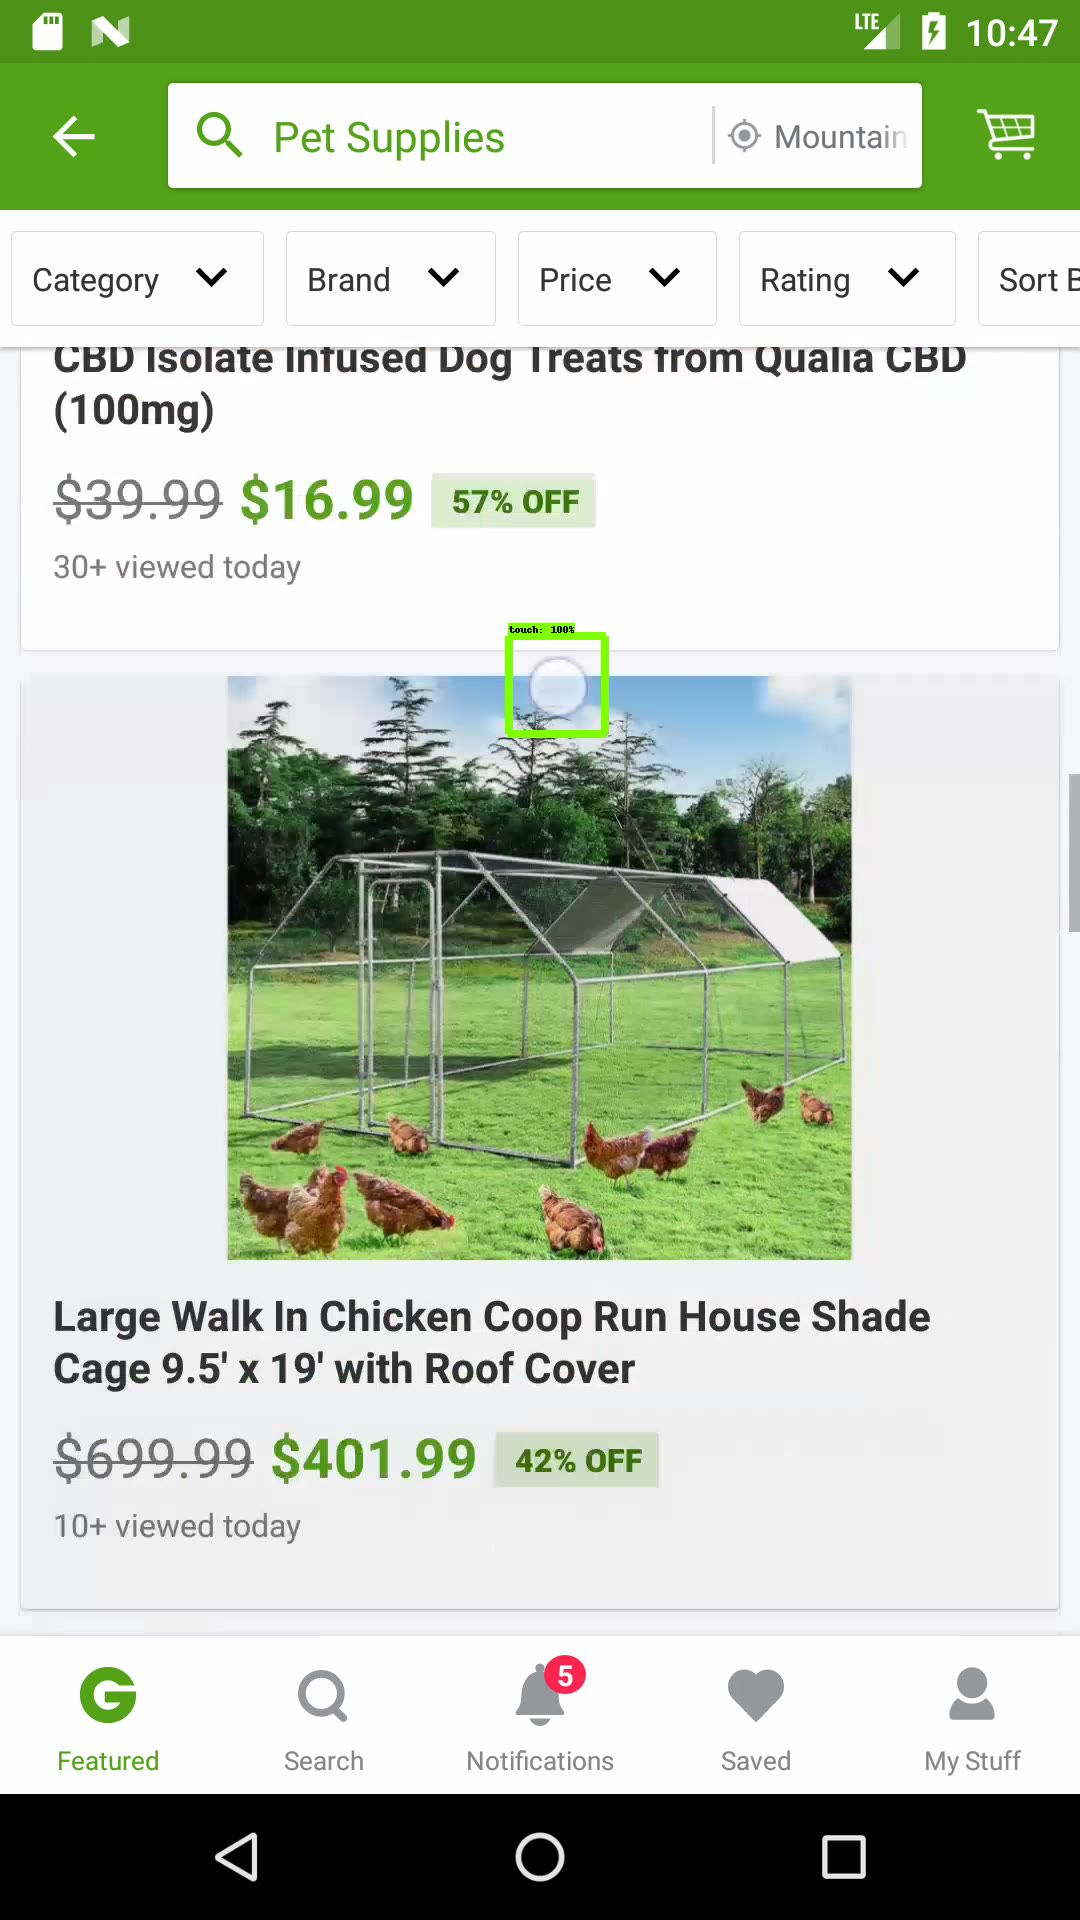 LTE 10:47
Pet Supplies Mountain
Category Brand Price Rating Sort B
CBD Isolate Infused Dog Treats from Qualia CBD
(100mg)
$39.99 $16.99 57% OFF
30+ viewed today
touch: 100%
Large Walk In Chicken Coop Run House Shade
Cage 9.5' x 19' with Roof Cover
$699.99 $401.99 42% OFF
10+ viewed today
5
Featured Search Notifications Saved My Stuff